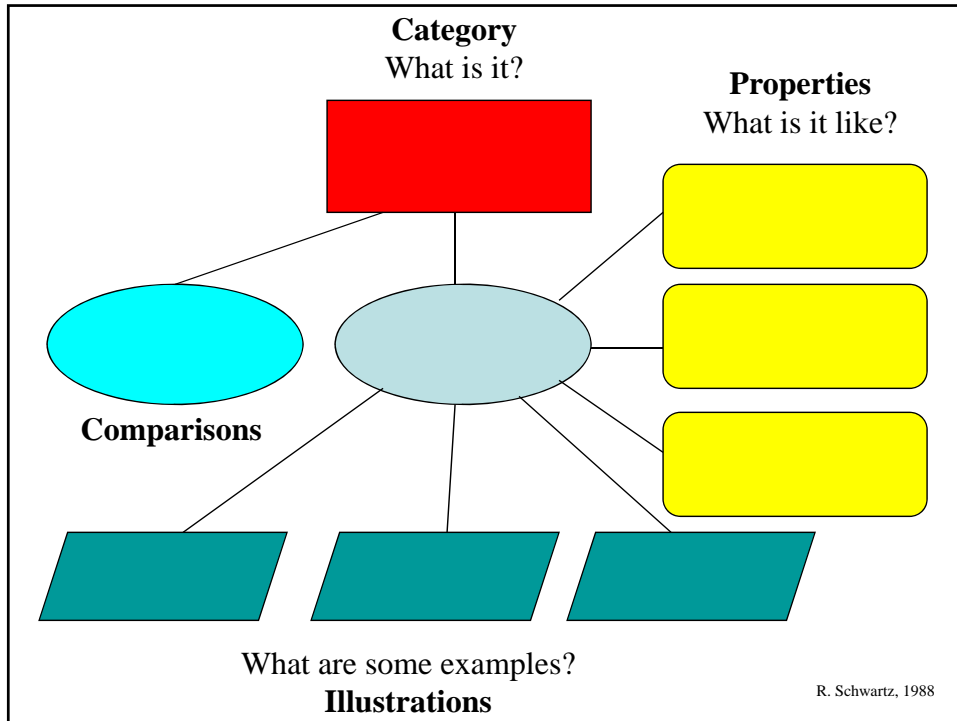 Category
What is it?
Properties
What is it like?
Comparisons
What are some examples?
Illustrations
R. Schwartz, 1988